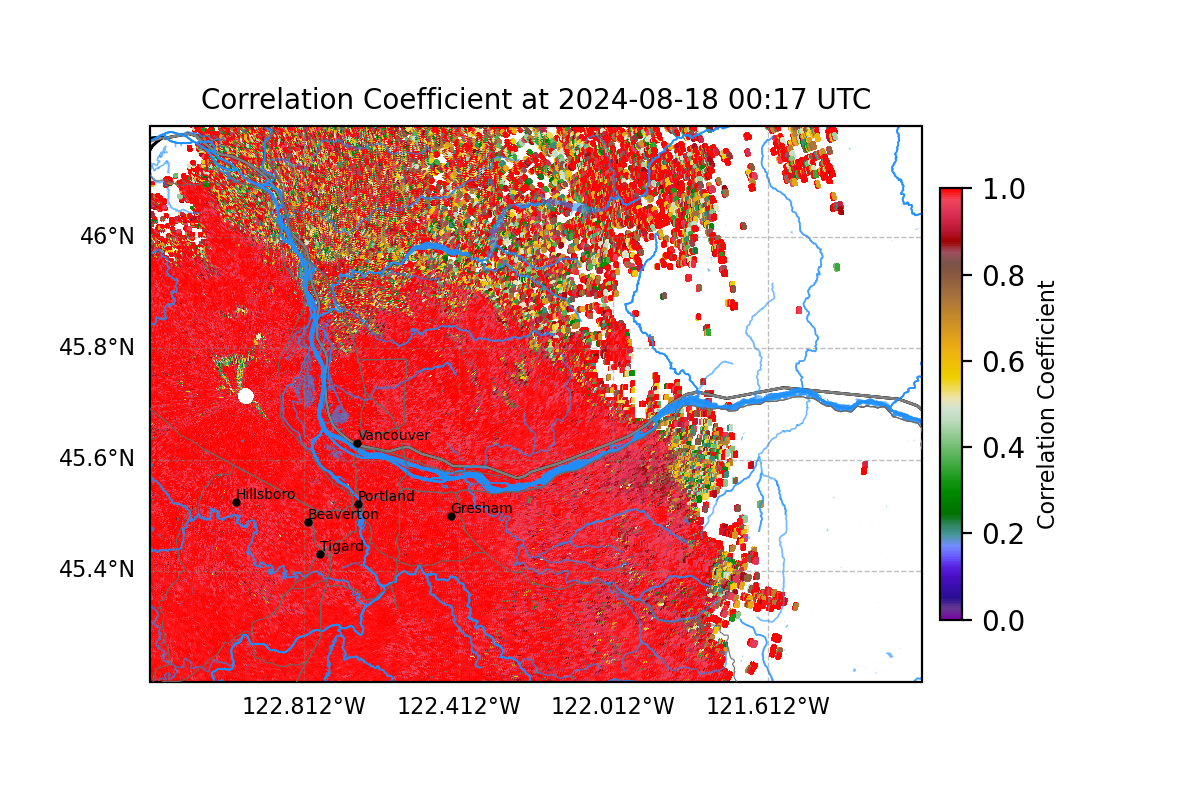 Correlation Coefficient at 2024-08-18 00:17 UTC
46°N
45.8°N
45.6°N
45.4°N
Vancouver
Hillsboro
Portland
Beaverton
Gresham
Tigard
122.812°W
122.412°W
122.012°W
121.612°W
1.0
0.8
0.6
0.4
0.2
0.0
Correlation Coefficient